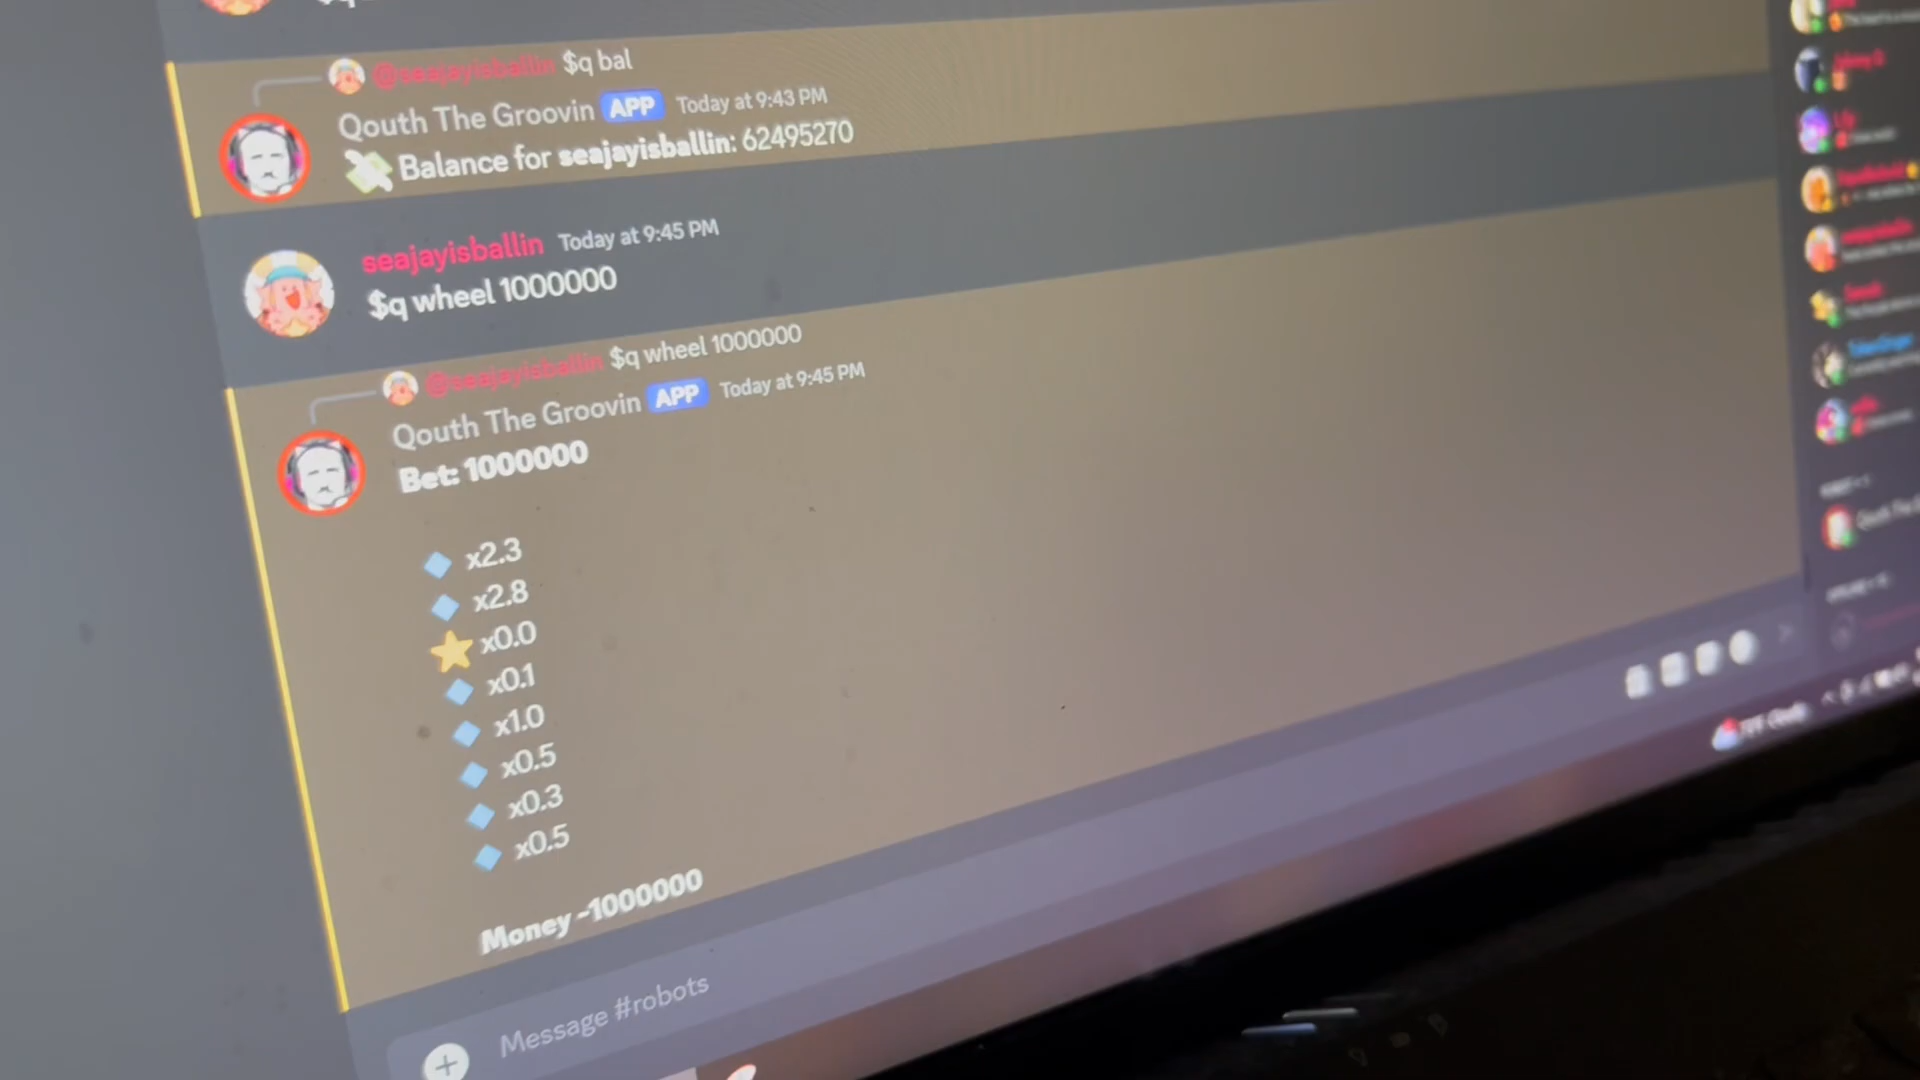 @seajayisballin $q bal
Qouth The Groovin APP Today at 9:43 PM
Balance for seajayisballin: 62495270
seajayisballin Today at 9:45 PM
$q wheel 1000000
@seajayisballin $q wheel 1000000
Qouth The Groovin APP Today at 9:45 PM
Bet: 1000000
x2.3
x2.8
x0.0
x0.1
x1.0
x0.5
x0.3
x0.5
Money -1000000
Message #robots